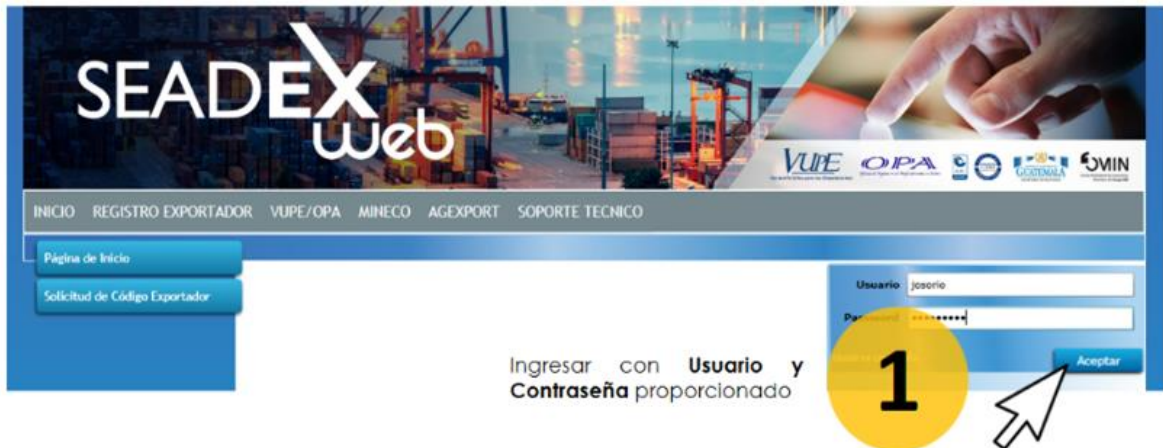 SEADEX
web
VUPE OPA GUATEMALA OMIN
INICIO REGISTRO EXPORTADOR VUPE/OPA MINECO AGEXPORT SOPORTE TECNICO
Página de Inicio
Solicitud de Código Exportador
Usuario josorio
Password
Ingresar con Usuario y
Contraseña proporcionado
1
Aceptar